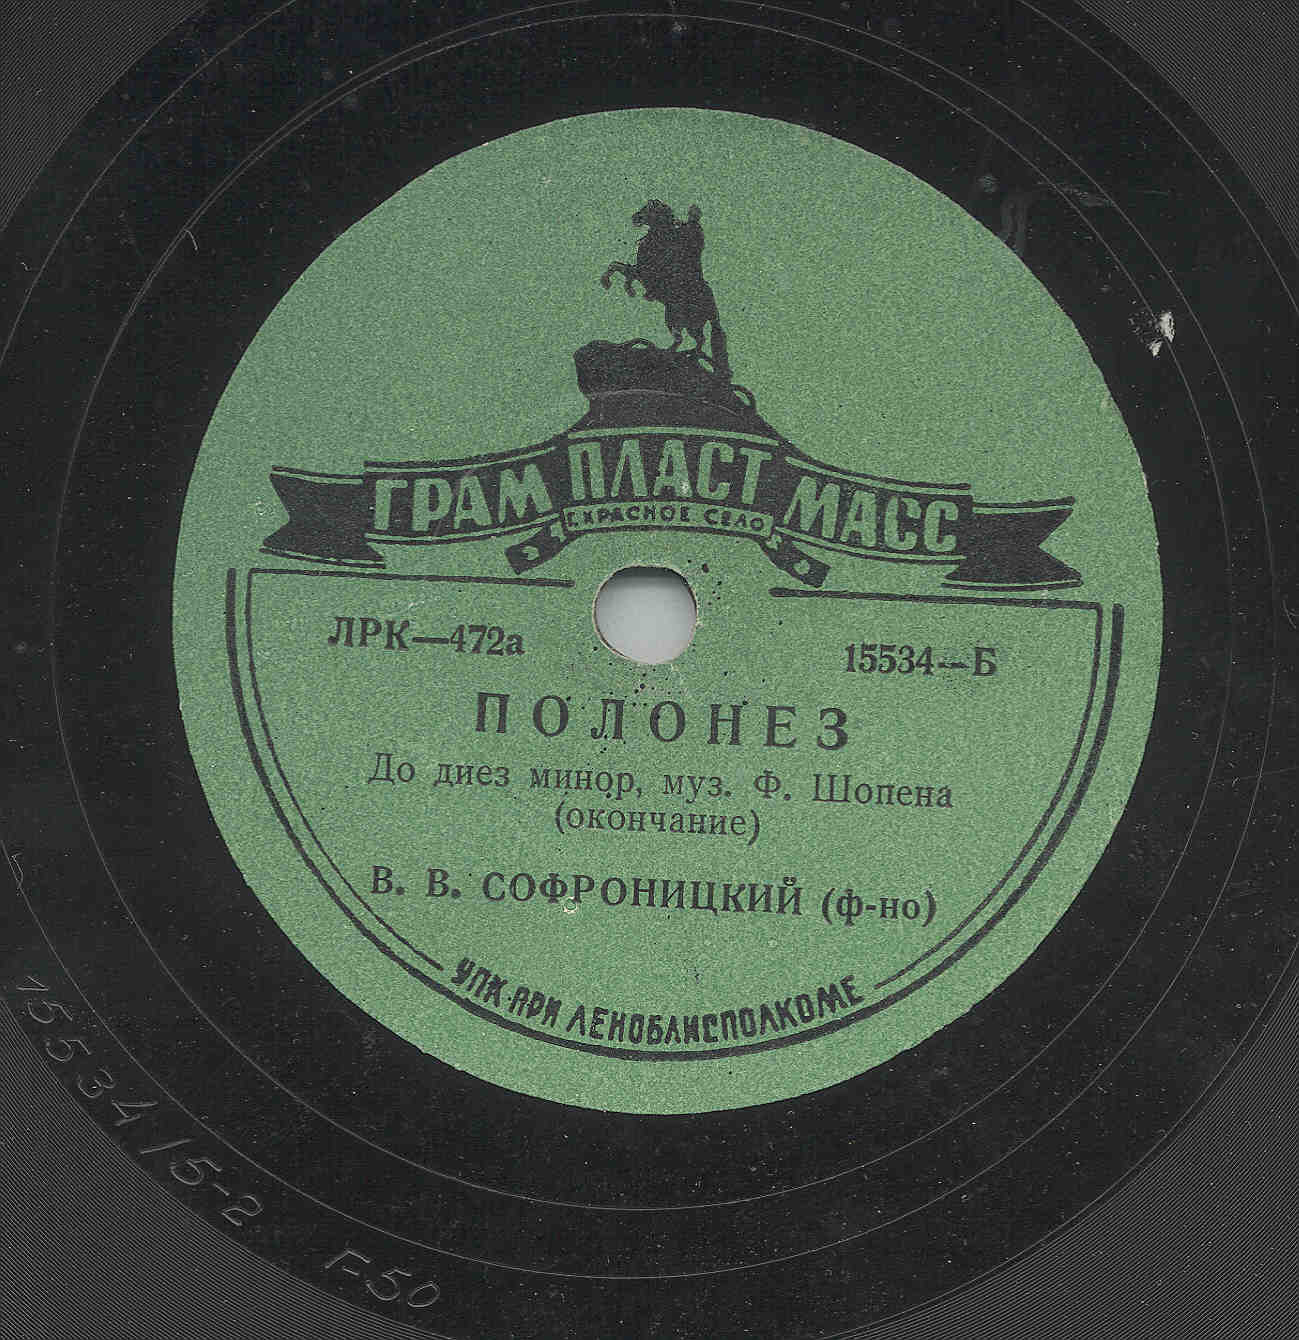 ГРАМ ПЛАСТ МАСС
Г. КРАСНОЕ СЕЛО
ЛРК—472а
15534—Б
ПОЛОНЕЗ
До диез минор, муз. Ф. Шопена
(окончание)
В. В. СОФРОНИЦКИЙ (ф-но)
УПК·ПРИ ЛЕНОБЛИСПОЛКОМЕ
15534/5-2 Г-50